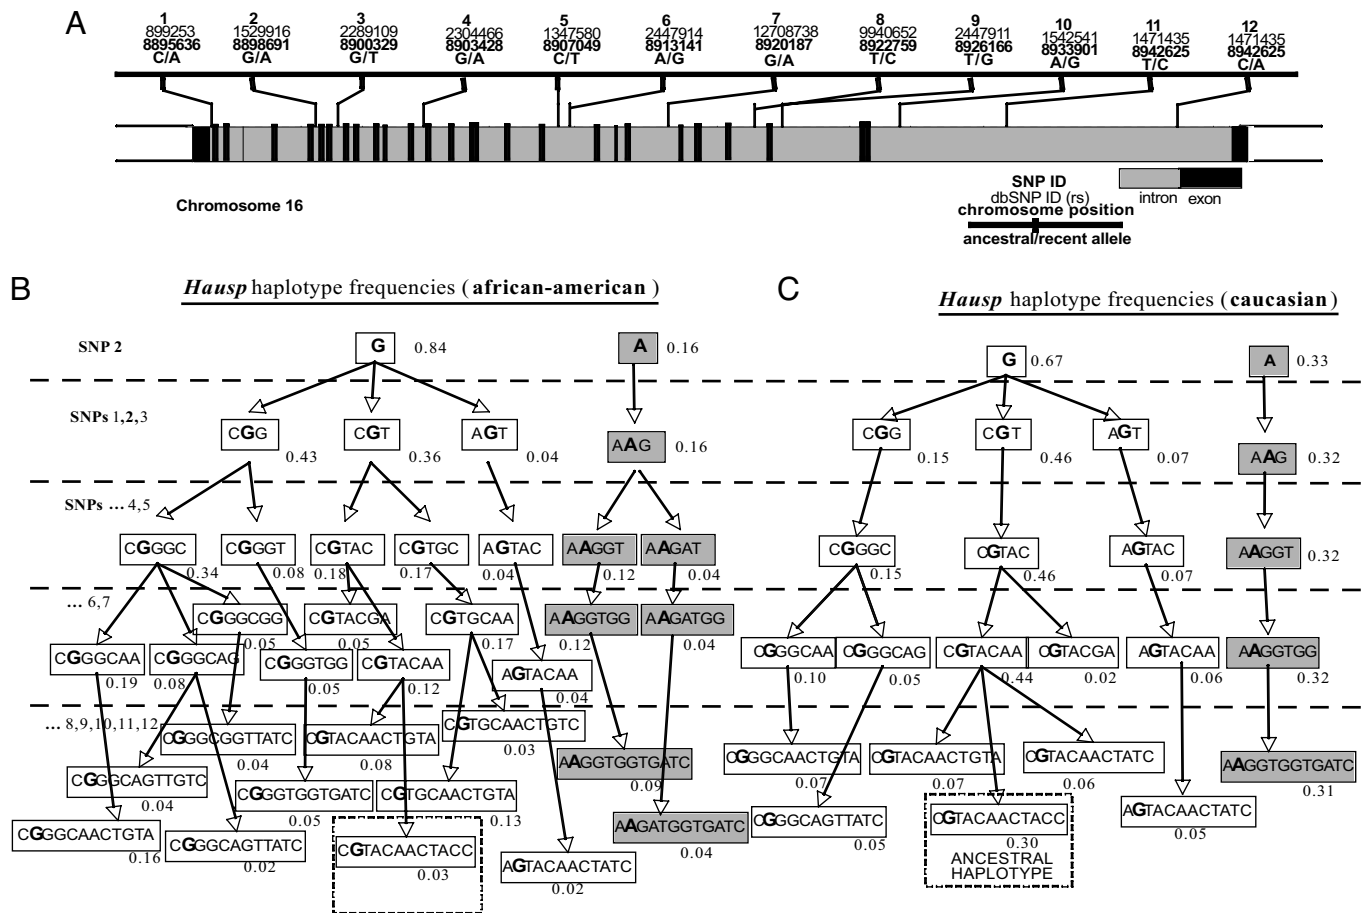 A
1 2 3 4 5 6 7 8 9 10 11 12
899253 1529916 2289109 2304466 1347580 2447914 12708738 9940652 2447911 1542541 1471435 1471435
8895636 8898691 8900329 8903428 8907049 8913141 8920187 8922759 8926166 8933901 8942625 8942625
C/A G/A G/T G/A C/T A/G G/A T/C T/G A/G T/C C/A
Chromosome 16
SNP ID
dbSNP ID (rs)
chromosome position
ancestral/recent allele
intron exon
B
Hausp haplotype frequencies (african-american)
SNP 2
G 0.84
A 0.16
SNPs 1,2,3
CGG 0.43
CGT 0.36
AGT 0.04
AAG 0.16
SNPs ... 4,5
CGGGC 0.34
CGGGT 0.08
CGTAC 0.18
CGTGC 0.17
AGTAC 0.04
AAGGT 0.12
AAGAT 0.04
... 6,7
CGGGCGG 0.05
CGTACGA 0.05
CGTGCAA 0.17
AAGGTGG 0.12
AAGATGG 0.04
CGGGCAA 0.19
CGGGCAG 0.08
CGGGTGG 0.05
CGTACAA 0.12
AGTACAA 0.04
... 8,9,10,11,12
CGGGCGGTTATC 0.04
CGTACAACTGTA 0.08
CGTGCAACTGTC 0.03
AAGGTGGTGATC 0.09
CGGGCAGTTGTC 0.04
CGGGTGGTGATC 0.05
CGTGCAACTGTA 0.13
AAGATGGTGATC 0.04
CGGGCAACTGTA 0.16
CGGGCAGTTATC 0.02
CGTACAACTACC 0.03
AGTACAACTATC 0.02
C
Hausp haplotype frequencies (caucasian)
G 0.67
A 0.33
CGG 0.15
CGT 0.46
AGT 0.07
AAG 0.32
CGGGC 0.15
CGTAC 0.46
AGTAC 0.07
AAGGT 0.32
CGGGCAA 0.10
CGGGCAG 0.05
CGTACAA 0.44
CGTACGA 0.02
AGTACAA 0.06
AAGGTGG 0.32
CGGGCAACTGTA 0.07
CGTACAACTGTA 0.07
CGTACAACTATC 0.06
AAGGTGGTGATC 0.31
CGGGCAGTTATC 0.05
CGTACAACTACC 0.30
AGTACAACTATC 0.05
ANCESTRAL
HAPLOTYPE